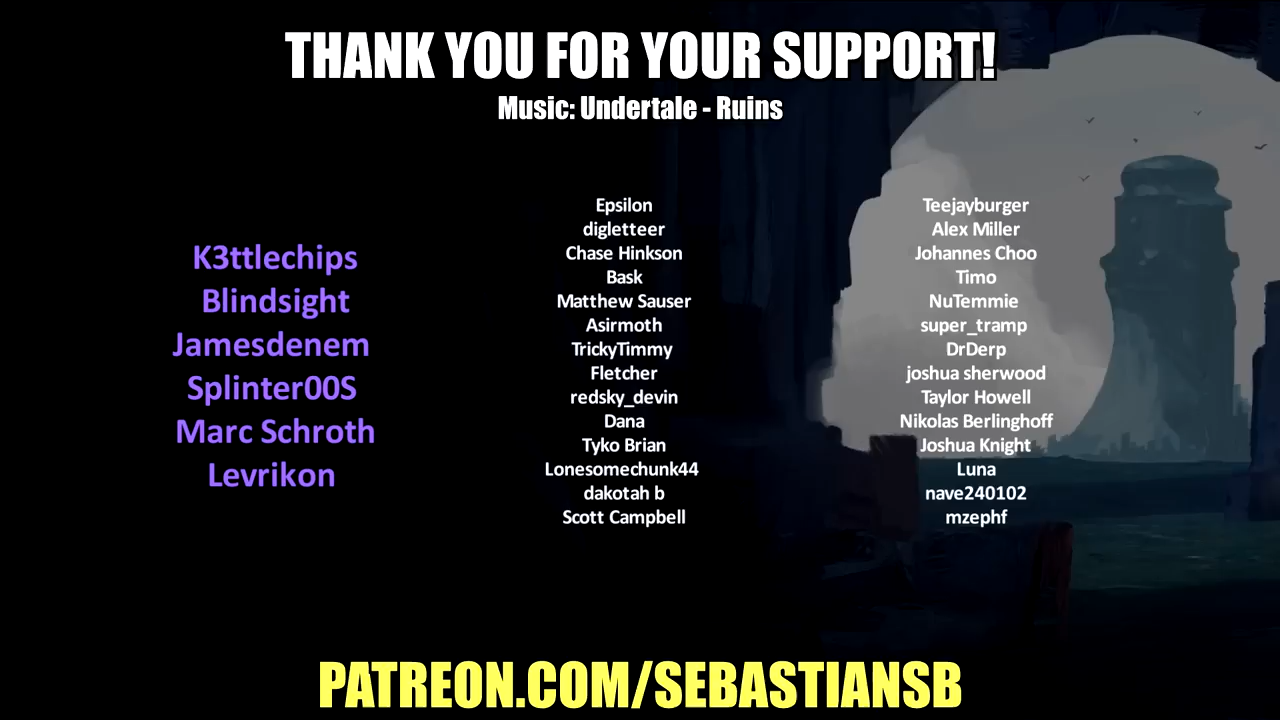 THANK YOU FOR YOUR SUPPORT!
Music: Undertale - Ruins
K3ttlechips
Blindsight
Jamesdenem
Splinter00S
Marc Schroth
Levrikon
Epsilon
digletteer
Chase Hinkson
Bask
Matthew Sauser
Asirmoth
TrickyTimmy
Fletcher
redsky_devin
Dana
Tyko Brian
Lonesomechunk44
dakotah b
Scott Campbell
Teejayburger
Alex Miller
Johannes Choo
Timo
NuTemmie
super_tramp
DrDerp
joshua sherwood
Taylor Howell
Nikolas Berlinghoff
Joshua Knight
Luna
nave240102
mzephf
PATREON.COM/SEBASTIANSB